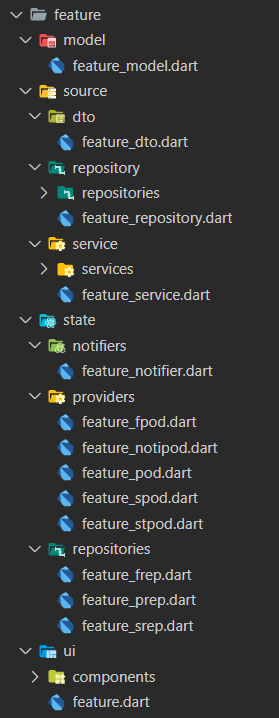 feature
model
feature_model.dart
source
dto
feature_dto.dart
repository
repositories
feature_repository.dart
service
services
feature_service.dart
state
notifiers
feature_notifier.dart
providers
feature_fpod.dart
feature_notipod.dart
feature_pod.dart
feature_spod.dart
feature_stpod.dart
repositories
feature_frep.dart
feature_prep.dart
feature_srep.dart
ui
components
feature.dart